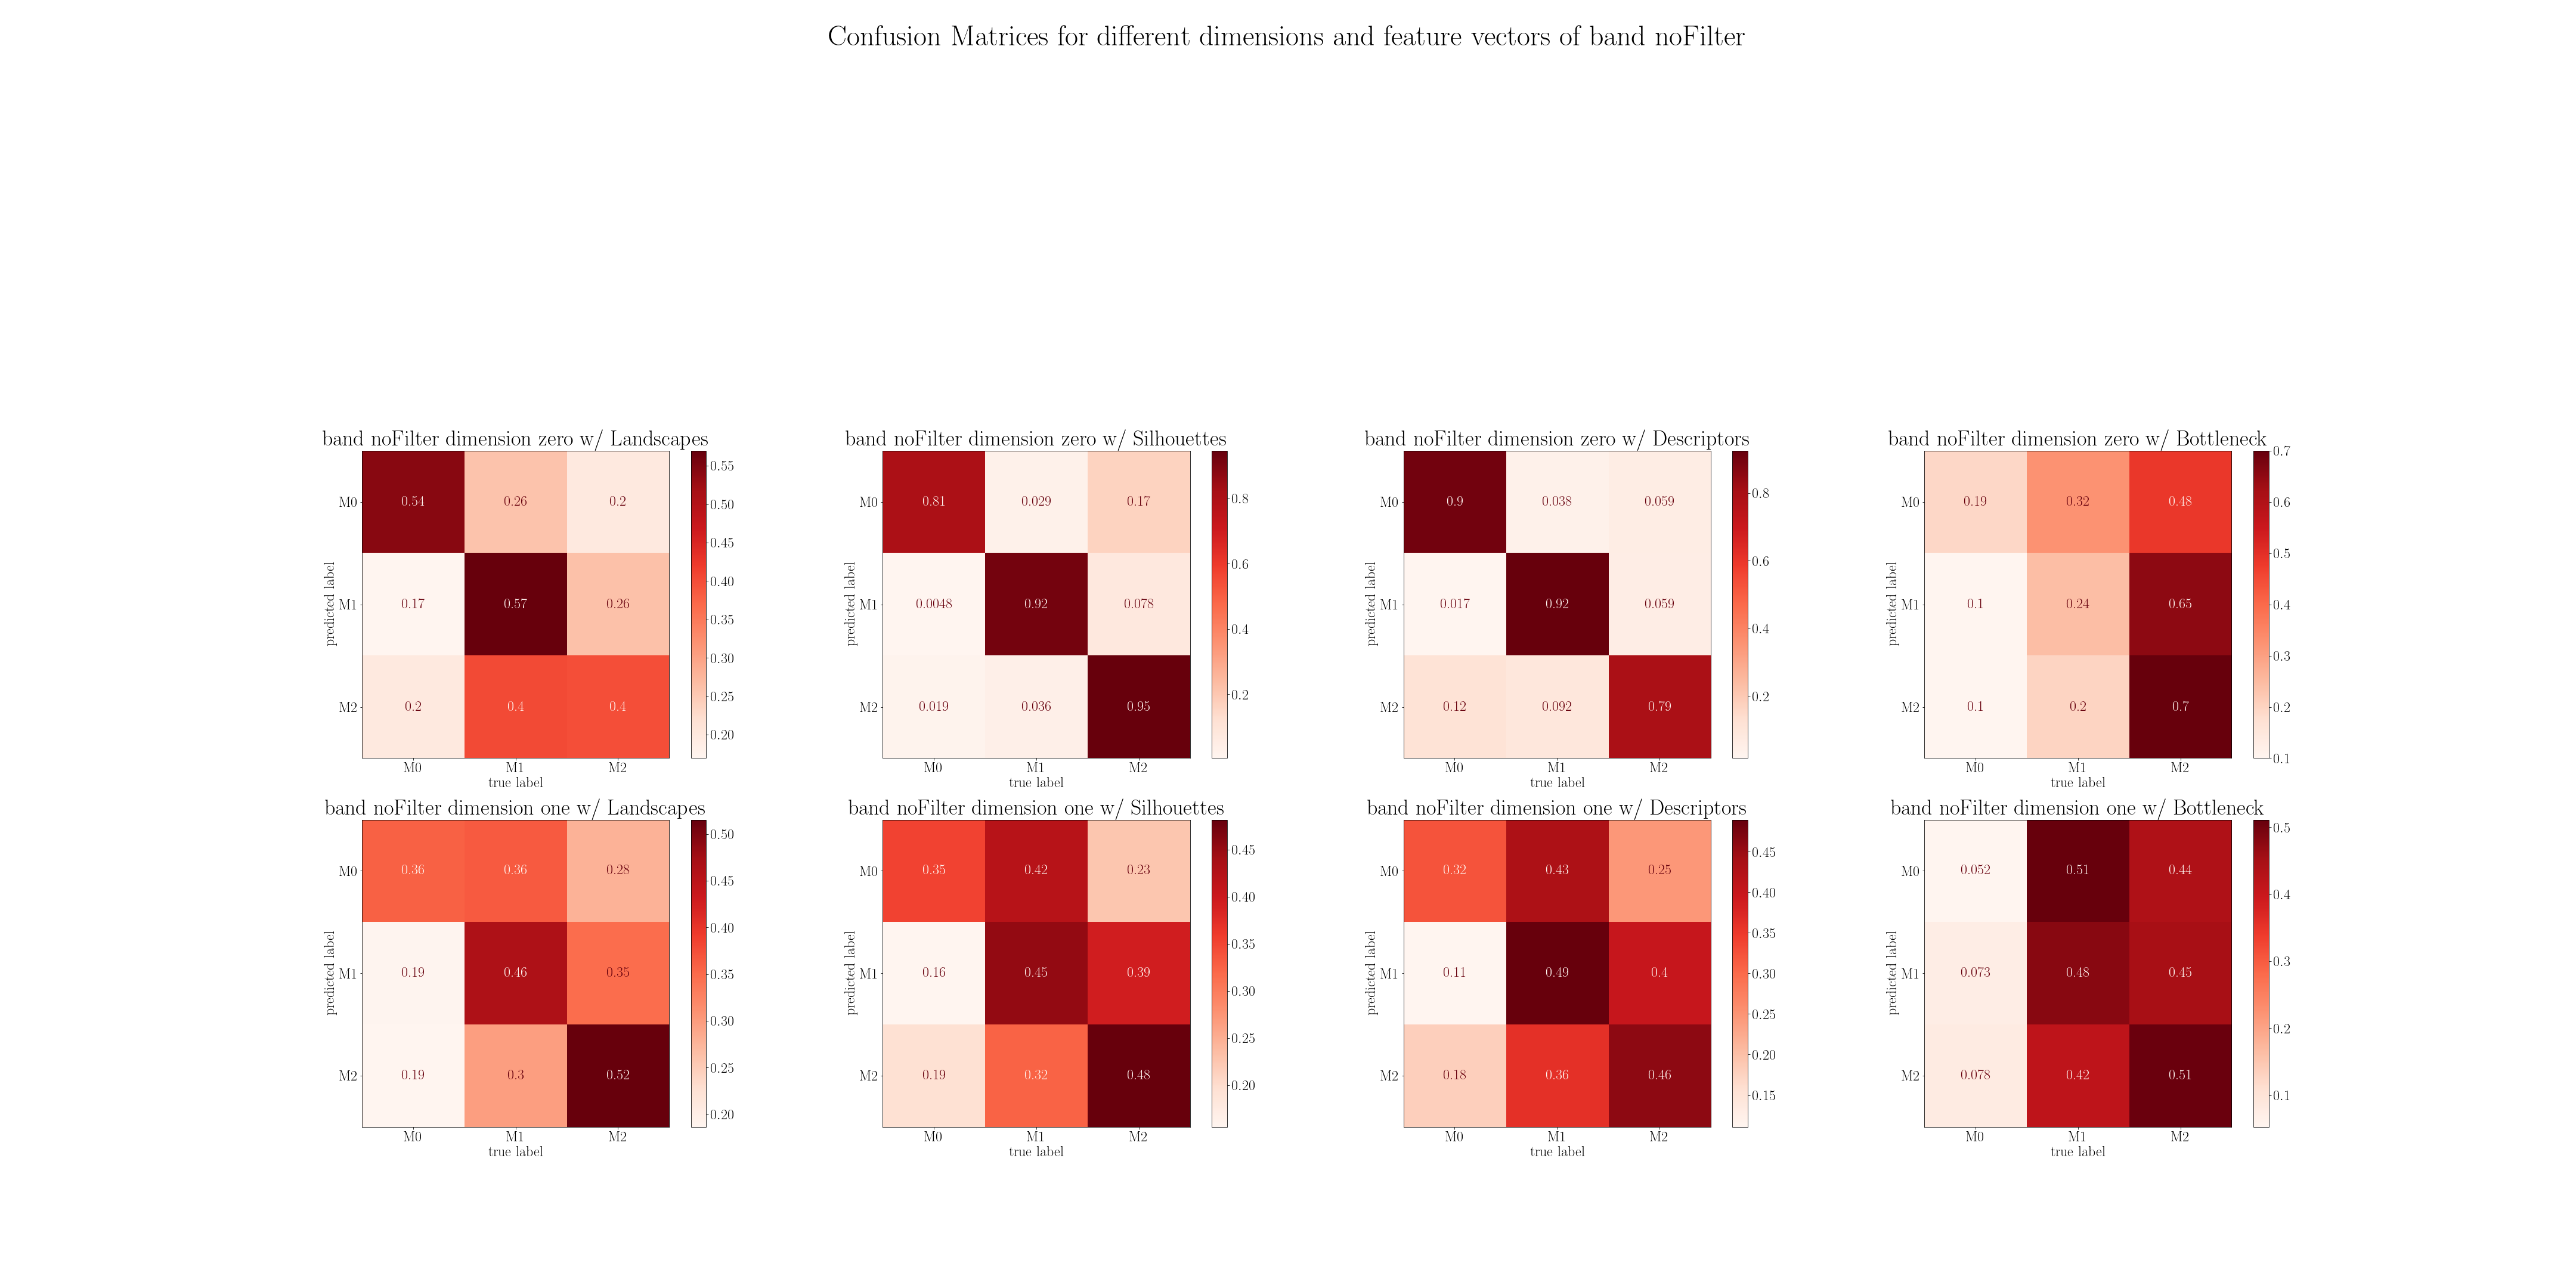 Confusion Matrices for different dimensions and feature vectors of band noFilter
band noFilter dimension zero w/ Landscapes
0.55
0.50
0.45
0.40
0.35
0.30
0.25
0.20
predicted label
M0 0.54 0.26 0.2
M1 0.17 0.57 0.26
M2 0.2 0.4 0.4
M0 M1 M2
true label
band noFilter dimension zero w/ Silhouettes
0.8
0.6
0.4
0.2
predicted label
M0 0.81 0.029 0.17
M1 0.0048 0.92 0.078
M2 0.019 0.036 0.95
M0 M1 M2
true label
band noFilter dimension zero w/ Descriptors
0.8
0.6
0.4
0.2
predicted label
M0 0.9 0.038 0.059
M1 0.017 0.92 0.059
M2 0.12 0.092 0.79
M0 M1 M2
true label
band noFilter dimension zero w/ Bottleneck
0.7
0.6
0.5
0.4
0.3
0.2
0.1
predicted label
M0 0.19 0.32 0.48
M1 0.1 0.24 0.65
M2 0.1 0.2 0.7
M0 M1 M2
true label
band noFilter dimension one w/ Landscapes
0.50
0.45
0.40
0.35
0.30
0.25
0.20
predicted label
M0 0.36 0.36 0.28
M1 0.19 0.46 0.35
M2 0.19 0.3 0.52
M0 M1 M2
true label
band noFilter dimension one w/ Silhouettes
0.45
0.40
0.35
0.30
0.25
0.20
predicted label
M0 0.35 0.42 0.23
M1 0.16 0.45 0.39
M2 0.19 0.32 0.48
M0 M1 M2
true label
band noFilter dimension one w/ Descriptors
0.45
0.40
0.35
0.30
0.25
0.20
0.15
predicted label
M0 0.32 0.43 0.25
M1 0.11 0.49 0.4
M2 0.18 0.36 0.46
M0 M1 M2
true label
band noFilter dimension one w/ Bottleneck
0.5
0.4
0.3
0.2
0.1
predicted label
M0 0.052 0.51 0.44
M1 0.073 0.48 0.45
M2 0.078 0.42 0.51
M0 M1 M2
true label